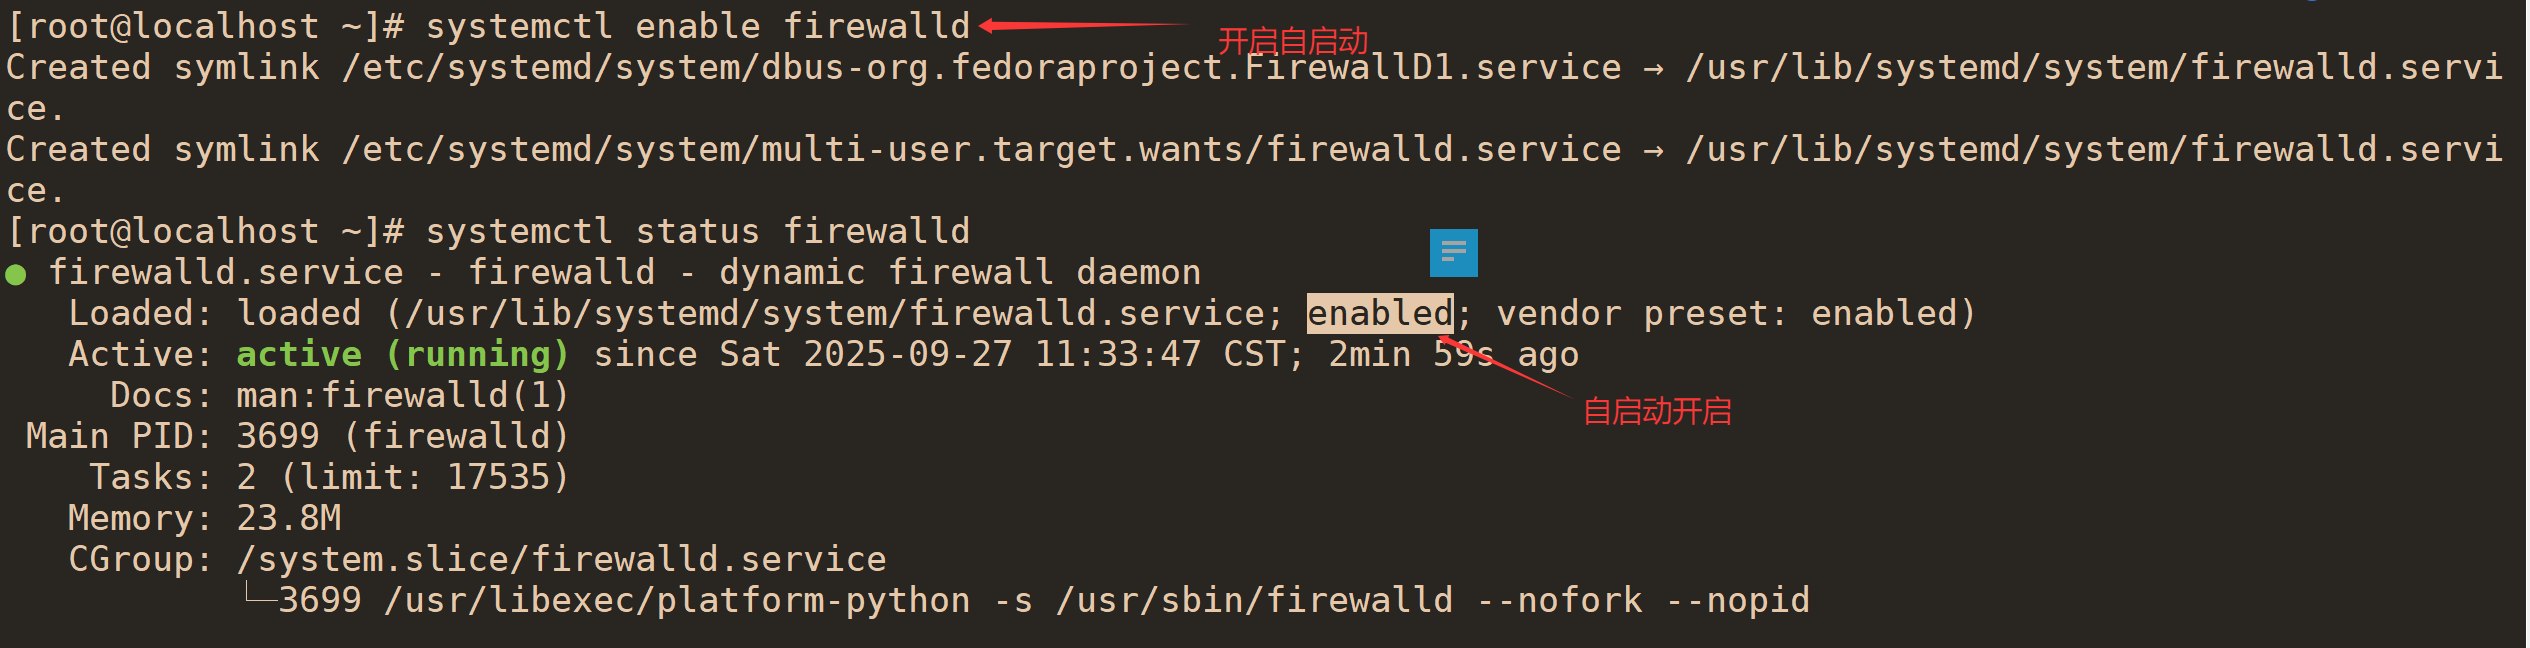 [root@localhost ~]# systemctl enable firewalld
开启自启动
Created symlink /etc/systemd/system/dbus-org.fedoraproject.FirewallD1.service → /usr/lib/systemd/system/firewalld.servi
ce.
Created symlink /etc/systemd/system/multi-user.target.wants/firewalld.service → /usr/lib/systemd/system/firewalld.servi
ce.
[root@localhost ~]# systemctl status firewalld
● firewalld.service - firewalld - dynamic firewall daemon
Loaded: loaded (/usr/lib/systemd/system/firewalld.service; enabled; vendor preset: enabled)
Active: active (running) since Sat 2025-09-27 11:33:47 CST; 2min 59s ago
Docs: man:firewalld(1)
自启动开启
Main PID: 3699 (firewalld)
Tasks: 2 (limit: 17535)
Memory: 23.8M
CGroup: /system.slice/firewalld.service
└─3699 /usr/libexec/platform-python -s /usr/sbin/firewalld --nofork --nopid